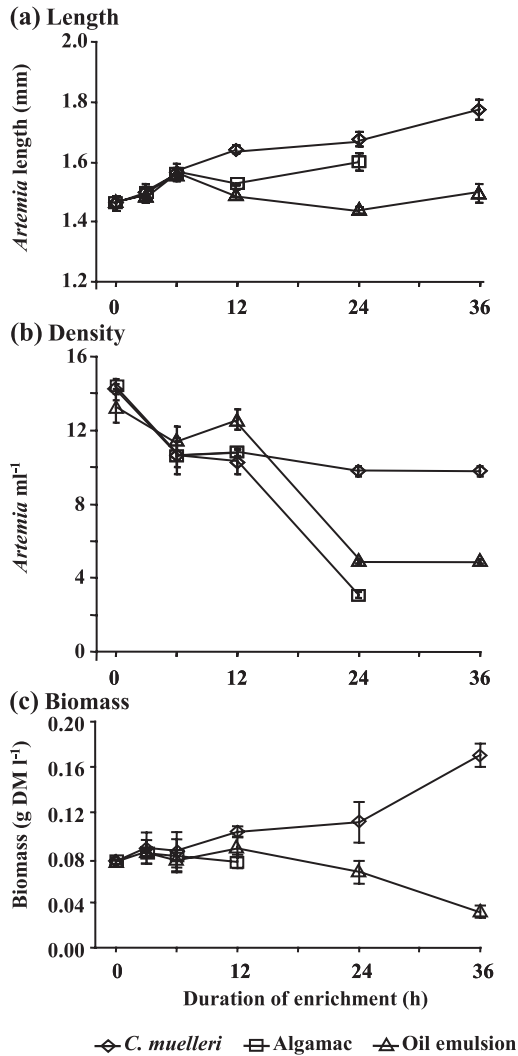 (a) Length
2.0
1.8
1.6
1.4
1.2
Artemia length (mm)
0 12 24 36
(b) Density
16
12
8
4
0
Artemia ml-1
0 12 24 36
(c) Biomass
0.20
0.16
0.12
0.08
0.04
0.00
Biomass (g DM l-1)
0 12 24 36
Duration of enrichment (h)
C. muelleri Algamac Oil emulsion